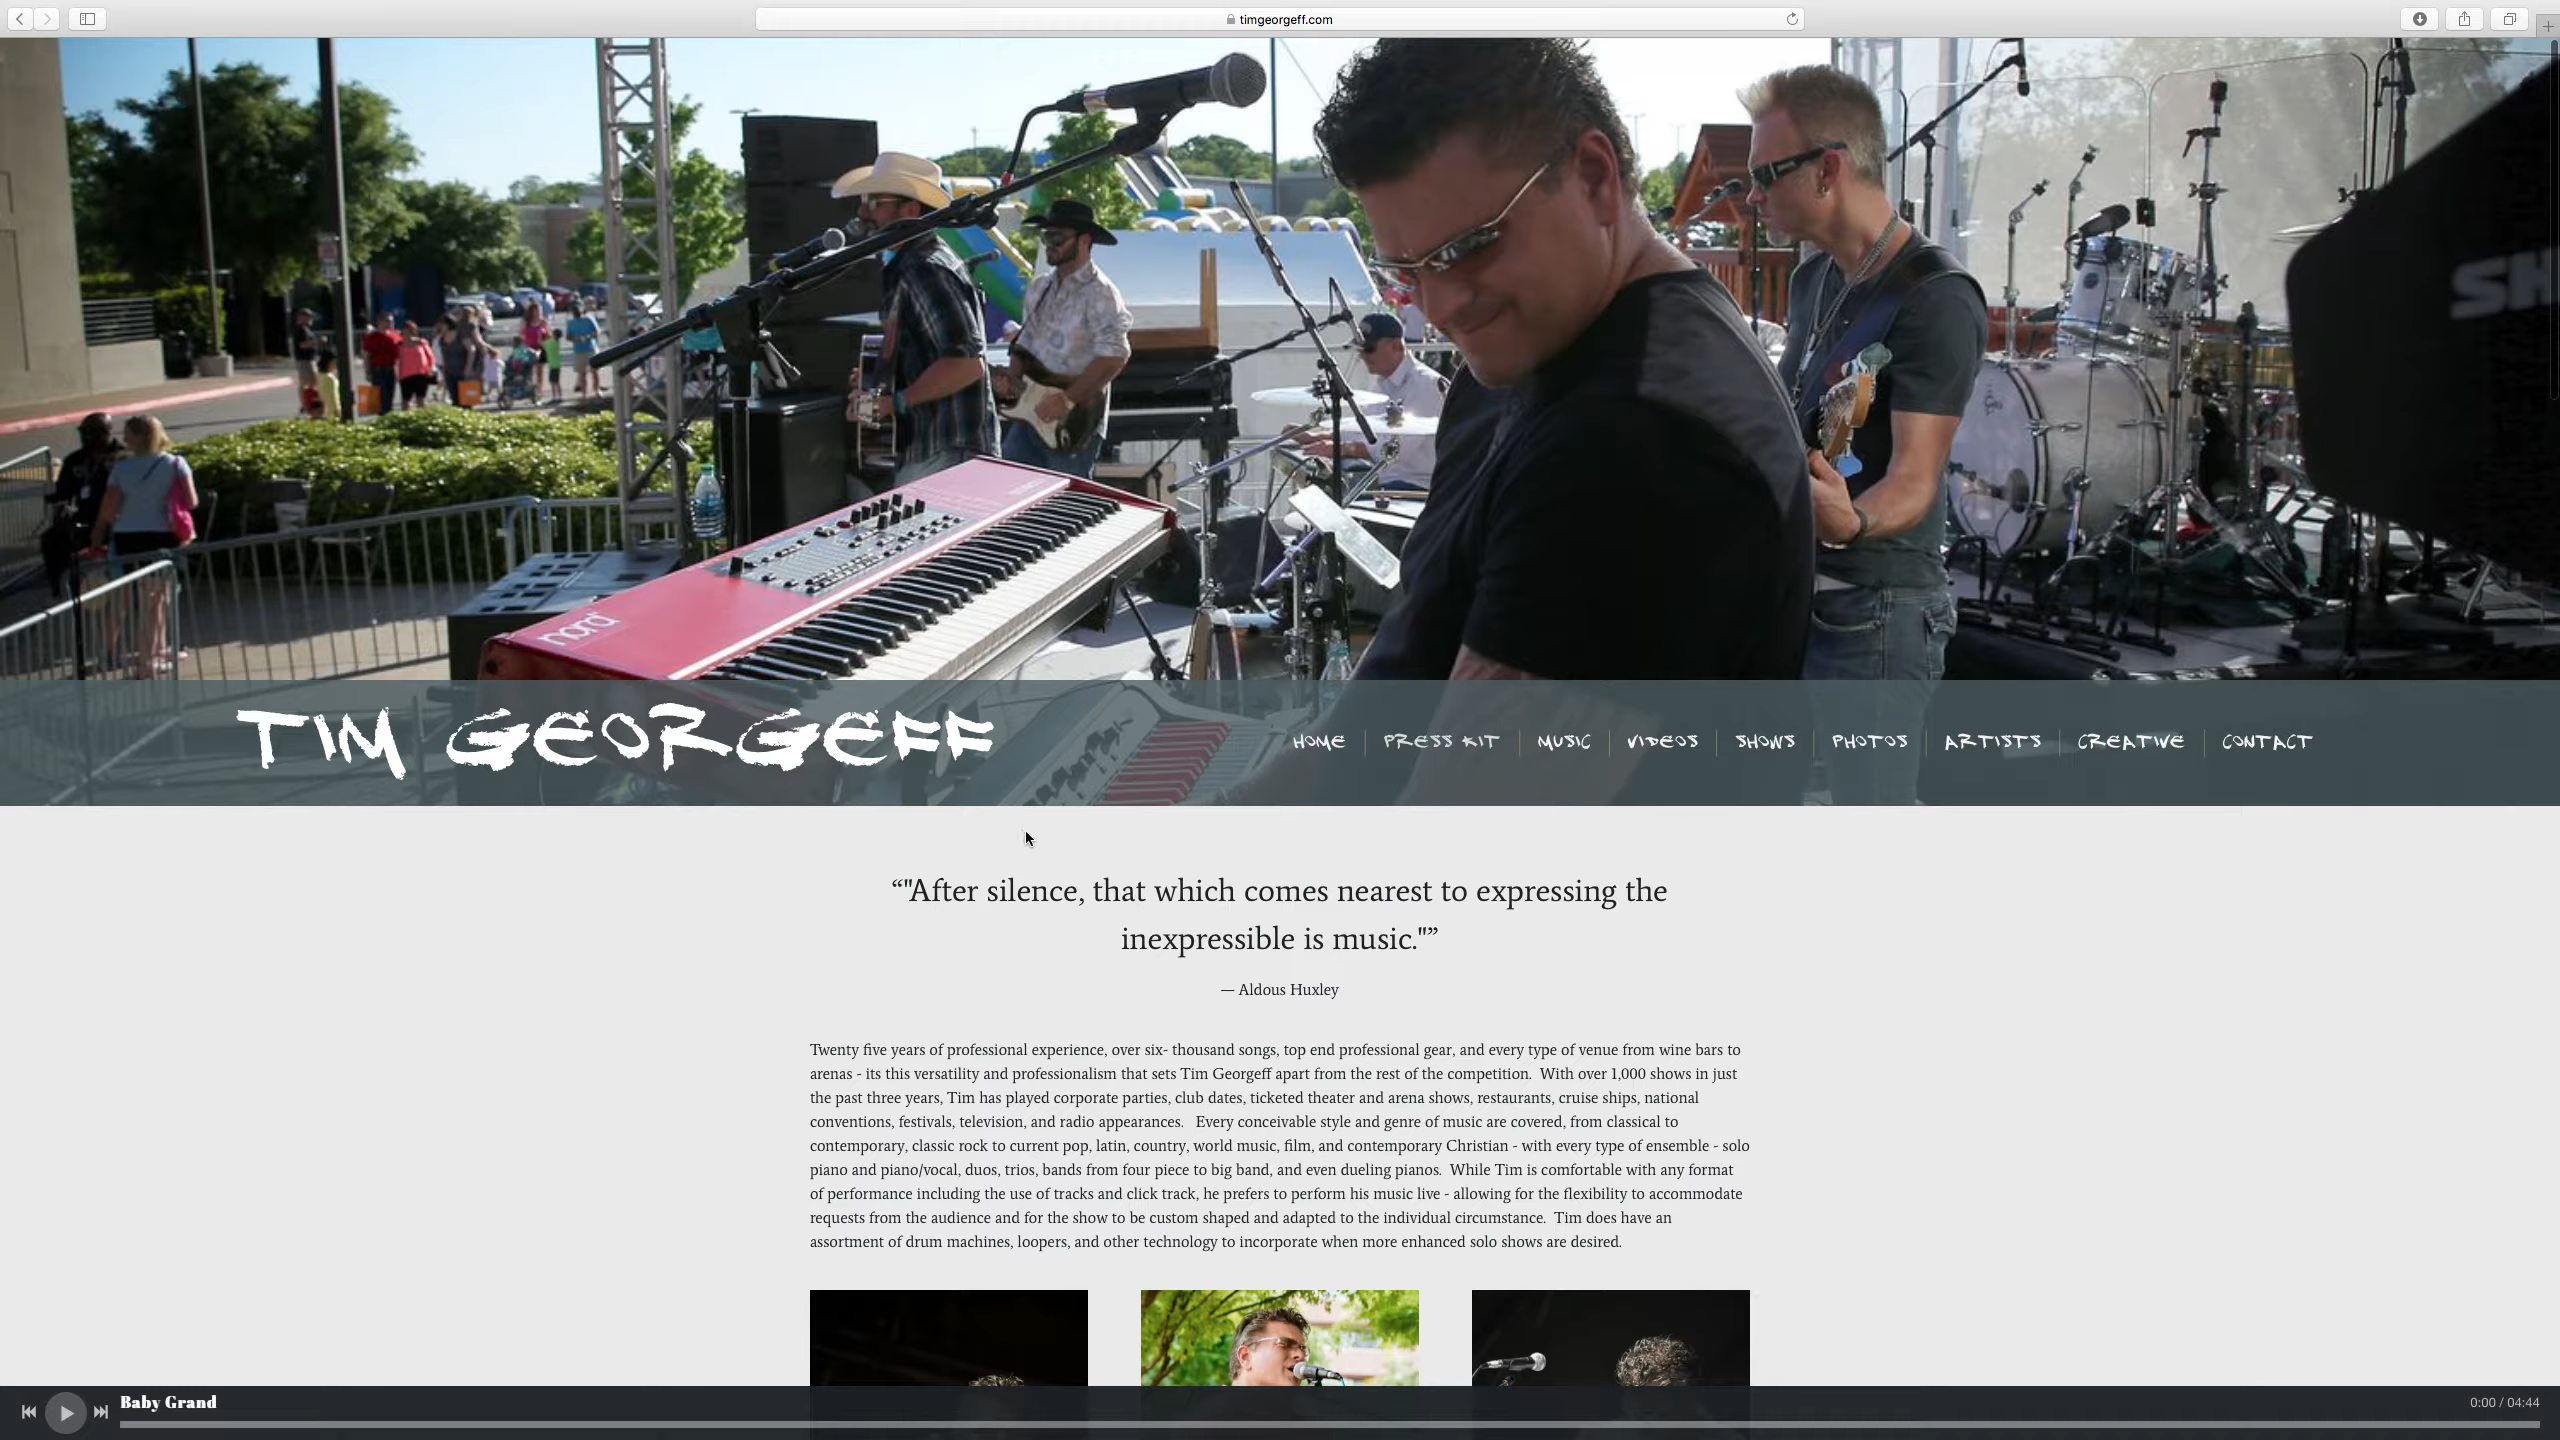 timgeorgeff.com
SH
nord
TIM GEORGEFF
HOME
PRESS KIT
MUSIC
VIDEOS
SHOWS
PHOTOS
ARTISTS
CREATIVE
CONTACT
“"After silence, that which comes nearest to expressing the
inexpressible is music."”
— Aldous Huxley
Twenty five years of professional experience, over six- thousand songs, top end professional gear, and every type of venue from wine bars to
arenas - its this versatility and professionalism that sets Tim Georgeff apart from the rest of the competition.  With over 1,000 shows in just
the past three years, Tim has played corporate parties, club dates, ticketed theater and arena shows, restaurants, cruise ships, national
conventions, festivals, television, and radio appearances.   Every conceivable style and genre of music are covered, from classical to
contemporary, classic rock to current pop, latin, country, world music, film, and contemporary Christian - with every type of ensemble - solo
piano and piano/vocal, duos, trios, bands from four piece to big band, and even dueling pianos.  While Tim is comfortable with any format
of performance including the use of tracks and click track, he prefers to perform his music live - allowing for the flexibility to accommodate
requests from the audience and for the show to be custom shaped and adapted to the individual circumstance.  Tim does have an
assortment of drum machines, loopers, and other technology to incorporate when more enhanced solo shows are desired.
Baby Grand
0:00 / 04:44